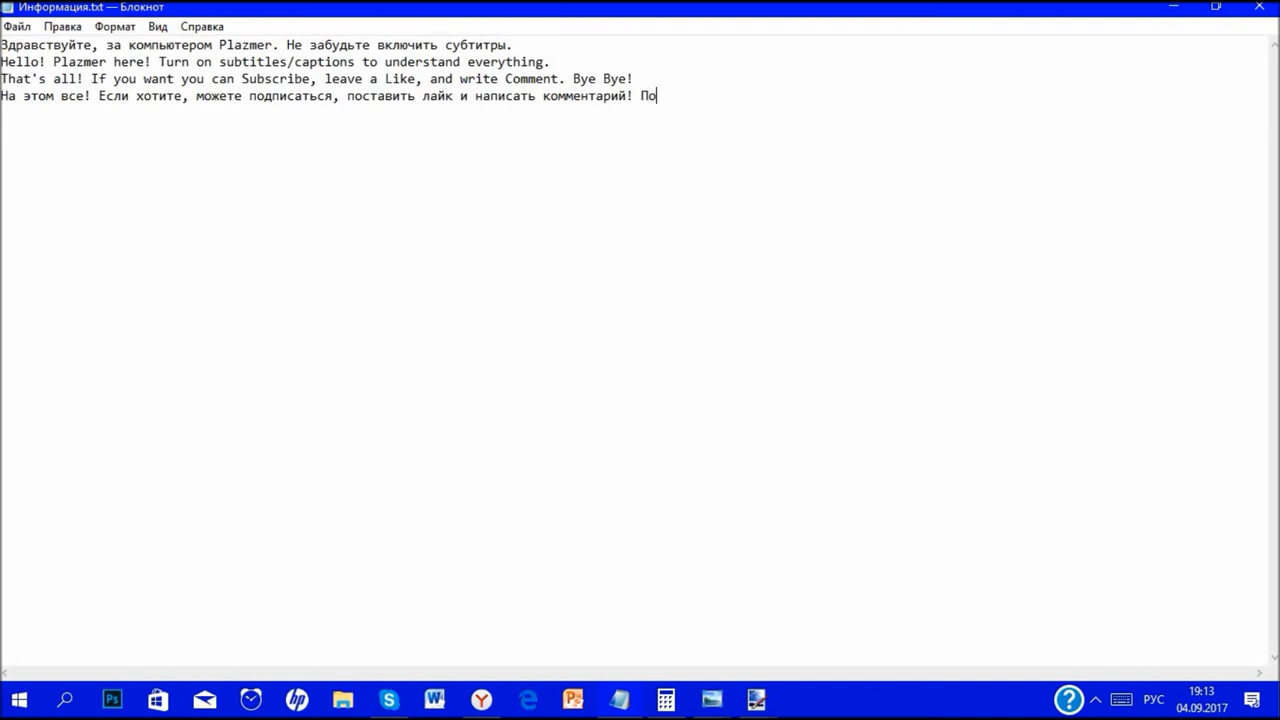 Информация.txt — Блокнот
Файл Правка Формат Вид Справка
Здравствуйте, за компьютером Plazmer. Не забудьте включить субтитры.
Hello! Plazmer here! Turn on subtitles/captions to understand everything.
That's all! If you want you can Subscribe, leave a Like, and write Comment. Bye Bye!
На этом все! Если хотите, можете подписаться, поставить лайк и написать комментарий! По
Ps hp S W Y e P ? РУС 19:13
04.09.2017